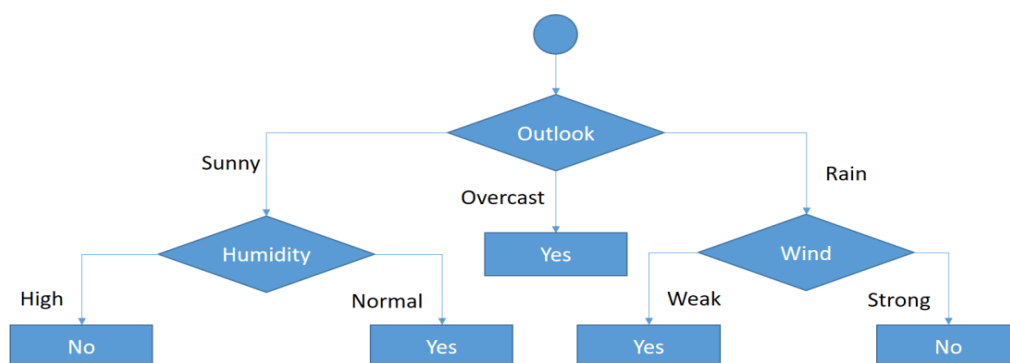 Outlook
Sunny
Overcast
Rain
Humidity
Yes
Wind
High
Normal
Weak
Strong
No
Yes
Yes
No